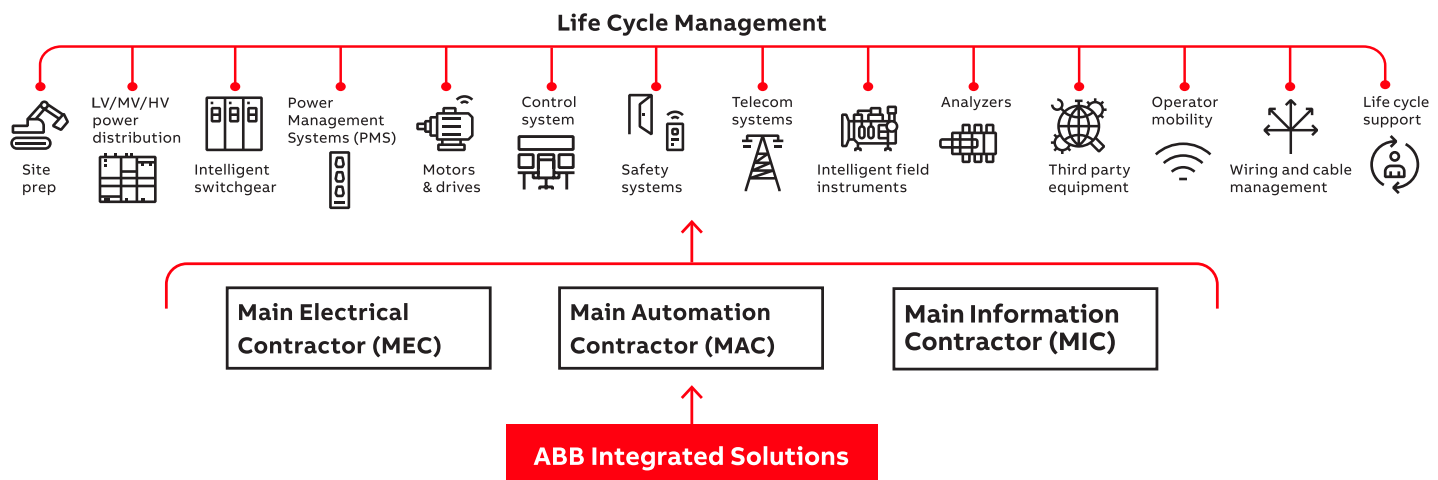 Life Cycle Management
Site
prep
LV/MV/HV
power
distribution
Intelligent
switchgear
Power
Management
Systems (PMS)
Motors
& drives
Control
system
Safety
systems
Telecom
systems
Intelligent field
instruments
Analyzers
Third party
equipment
Operator
mobility
Wiring and cable
management
Life cycle
support
Main Electrical
Contractor (MEC)
Main Automation
Contractor (MAC)
Main Information
Contractor (MIC)
ABB Integrated Solutions